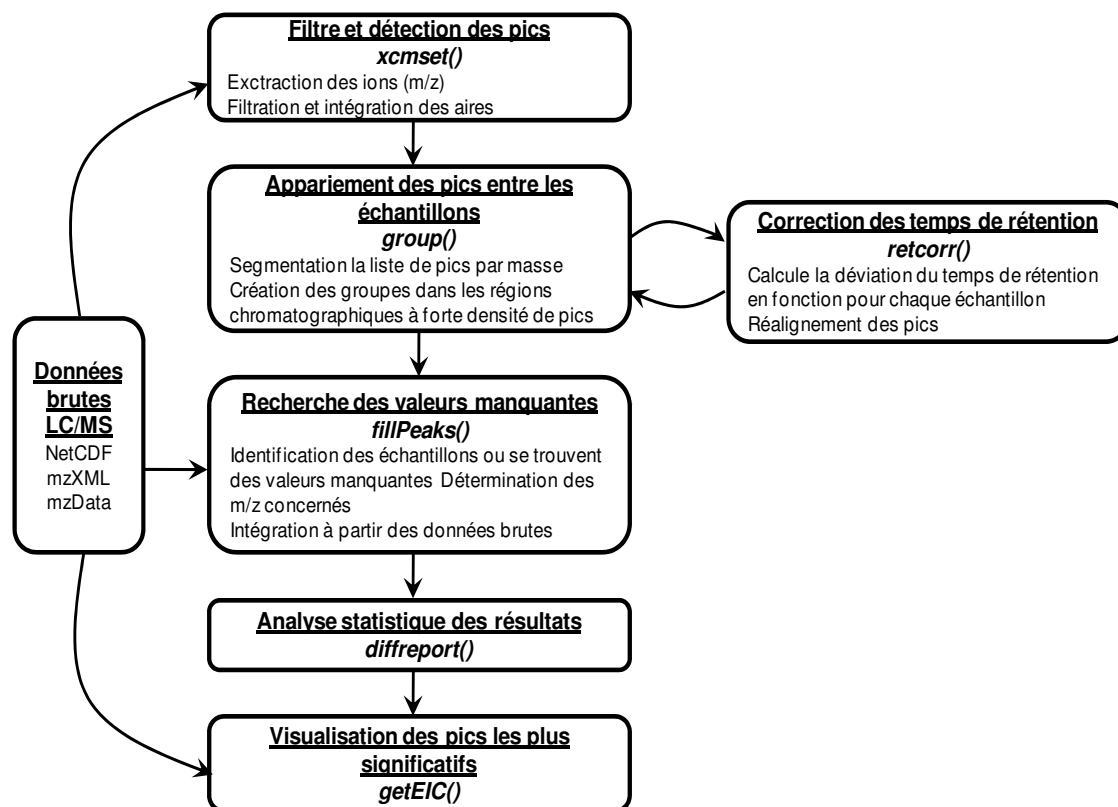 Filtre et détection des pics
xcmset()
Exctraction des ions (m/z)
Filtration et intégration des aires
Appariement des pics entre les
échantillons
group()
Segmentation la liste de pics par masse
Création des groupes dans les régions
chromatographiques à forte densité de pics
Correction des temps de rétention
retcorr()
Calcule la déviation du temps de rétention
en fonction pour chaque échantillon
Réalignement des pics
Données
brutes
LC/MS
NetCDF
mzXML
mzData
Recherche des valeurs manquantes
fillPeaks()
Identification des échantillons ou se trouvent
des valeurs manquantes Détermination des
m/z concernés
Intégration à partir des données brutes
Analyse statistique des résultats
diffreport()
Visualisation des pics les plus
significatifs
getEIC()